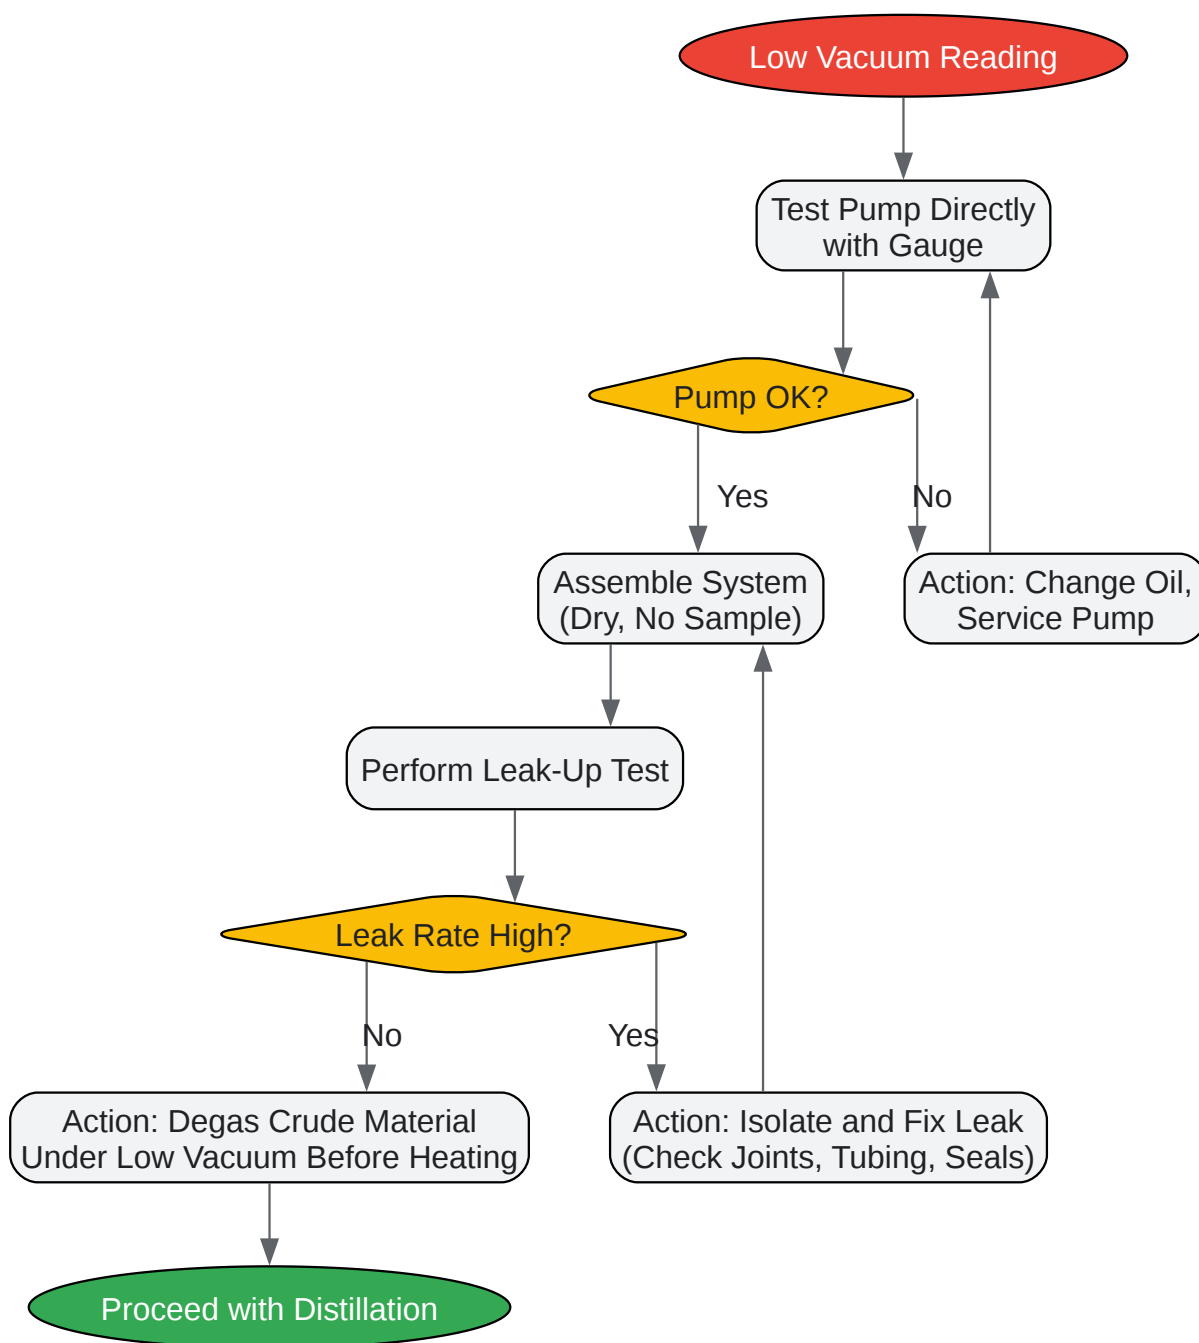 Low Vacuum Reading
Test Pump Directly
with Gauge
Pump OK?
Yes
No
Assemble System
(Dry, No Sample)
Action: Change Oil,
Service Pump
Perform Leak-Up Test
Leak Rate High?
No
Yes
Action: Degas Crude Material
Under Low Vacuum Before Heating
Action: Isolate and Fix Leak
(Check Joints, Tubing, Seals)
Proceed with Distillation